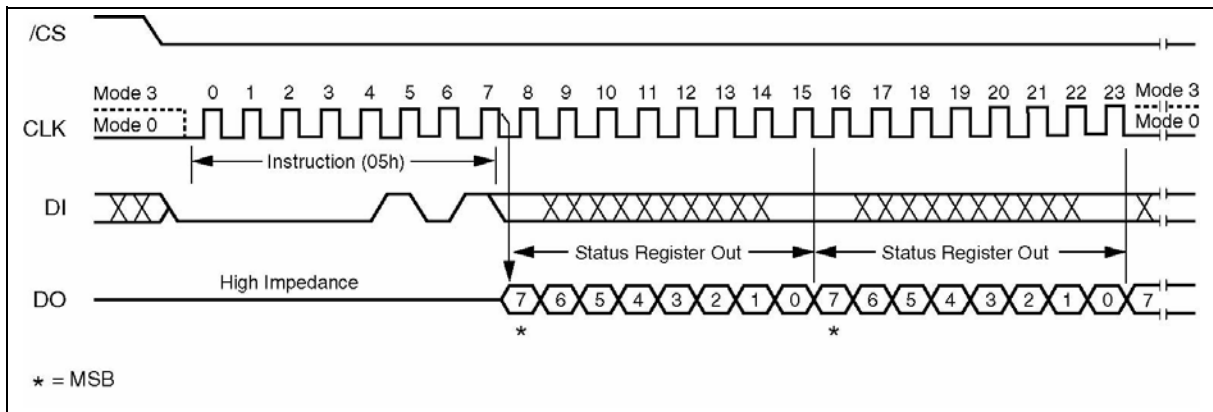 /CS
0 1 2 3 4 5 6 7 8 9 10 11 12 13 14 15 16 17 18 19 20 21 22 23
Mode 3
Mode 3
CLK
Mode 0
Mode 0
Instruction (05h)
DI
Status Register Out
Status Register Out
High Impedance
DO
7 6 5 4 3 2 1 0 7 6 5 4 3 2 1 0 7
* *
* = MSB